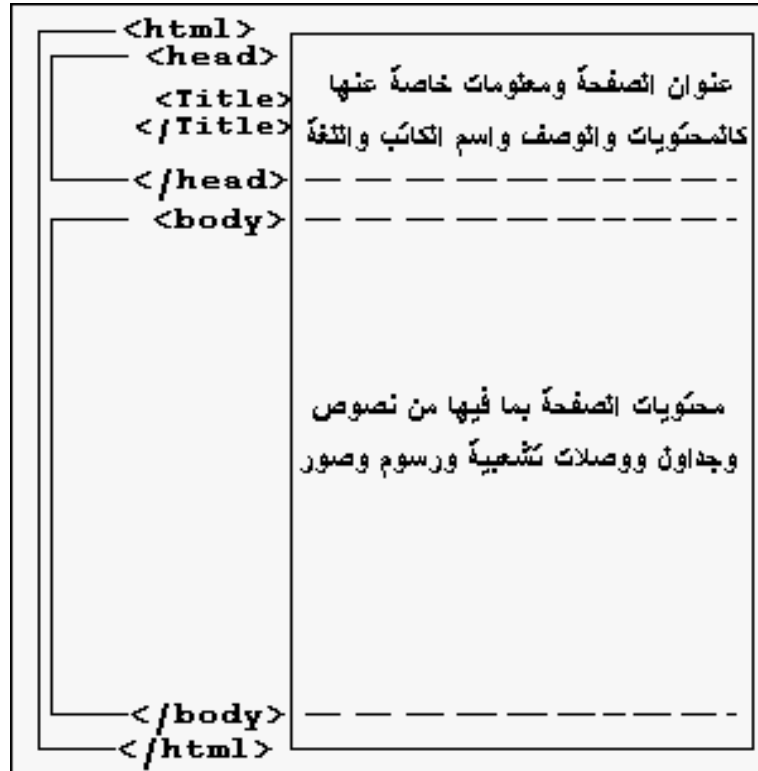 <html>
<head>
عنوان الصفحة ومعلومات خاصة عنها
<Title>
</Title>
كالمحتويات والوصف واسم الكاتب واللغة
</head>
<body>
محتويات الصفحة بما فيها من نصوص
وجداول ووصلات تشعبية ورسوم وصور
</body>
</html>